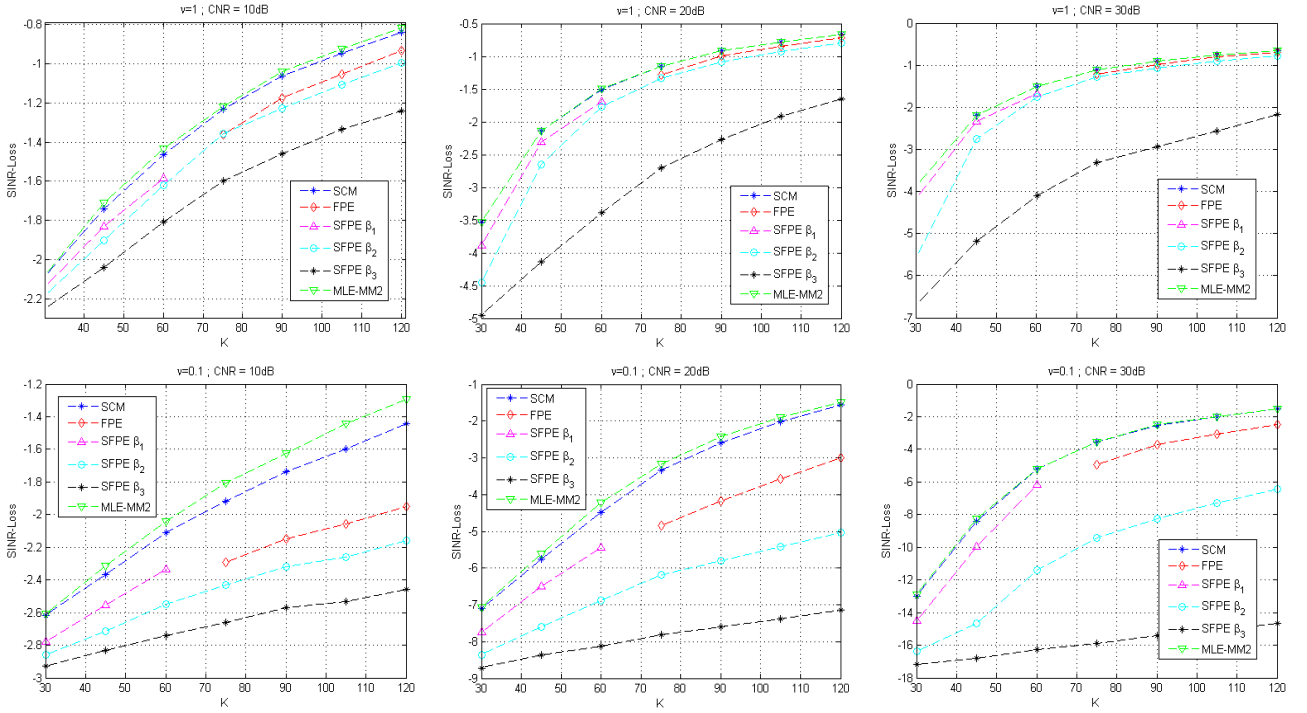 ν=1 ; CNR = 10dB
-0.8
-1
-1.2
-1.4
-1.6
-1.8
-2
-2.2
SINR-Loss
40 50 60 70 80 90 100 110 120
K
SCM
FPE
SFPE β1
SFPE β2
SFPE β3
MLE-MM2
ν=1 ; CNR = 20dB
0
-0.5
-1
-1.5
-2
-2.5
-3
-3.5
-4
-4.5
-5
SINR-Loss
30 40 50 60 70 80 90 100 110 120
K
SCM
FPE
SFPE β1
SFPE β2
SFPE β3
MLE-MM2
ν=1 ; CNR = 30dB
0
-1
-2
-3
-4
-5
-6
-7
SINR-Loss
30 40 50 60 70 80 90 100 110 120
K
SCM
FPE
SFPE β1
SFPE β2
SFPE β3
MLE-MM2
ν=0.1 ; CNR = 10dB
-1.2
-1.4
-1.6
-1.8
-2
-2.2
-2.4
-2.6
-2.8
-3
SINR-Loss
30 40 50 60 70 80 90 100 110 120
K
SCM
FPE
SFPE β1
SFPE β2
SFPE β3
MLE-MM2
ν=0.1 ; CNR = 20dB
-1
-2
-3
-4
-5
-6
-7
-8
-9
SINR-Loss
30 40 50 60 70 80 90 100 110 120
K
SCM
FPE
SFPE β1
SFPE β2
SFPE β3
MLE-MM2
ν=0.1 ; CNR = 30dB
0
-2
-4
-6
-8
-10
-12
-14
-16
-18
SINR-Loss
30 40 50 60 70 80 90 100 110 120
K
SCM
FPE
SFPE β1
SFPE β2
SFPE β3
MLE-MM2